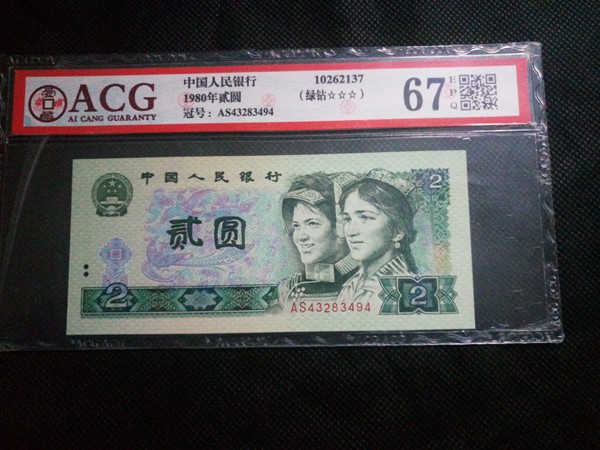 ACG
AI CANG GUARANTY
中国人民银行
1980年贰圆
冠号: AS43283494
10262137
(绿钻☆☆☆)
67
EPQ
中国人民银行
2
贰圆
2
2
AS43283494